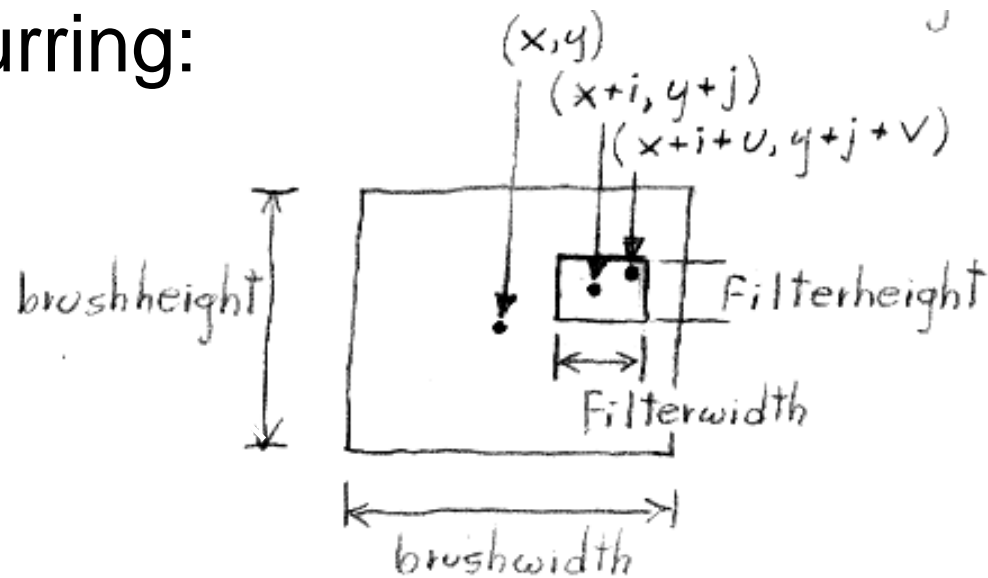 urring:
(x,y)
(x+i, y+j)
(x+i+u, y+j+v)
brushheight
Filterheight
Filterwidth
brushwidth